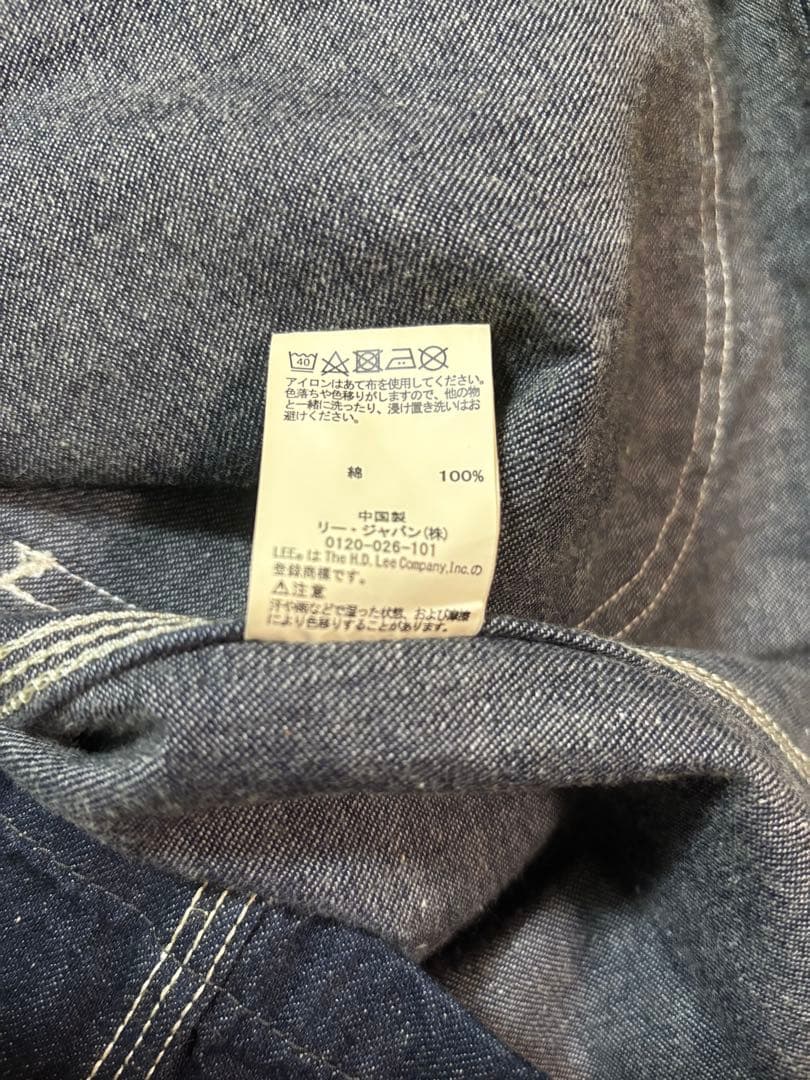 40
アイロンはあて布を使用してください。
色落ちや色移りがしますので、他の物
と一緒に洗ったり、浸け置き洗いはお
避けください。
綿 100%
中国製
リー・ジャパン(株)
0120-026-101
LEE®は The H.D. Lee Company,Inc.の
登録商標です。
⚠注意
汗や雨などで湿った状態、および摩擦
により色移りすることがあります。